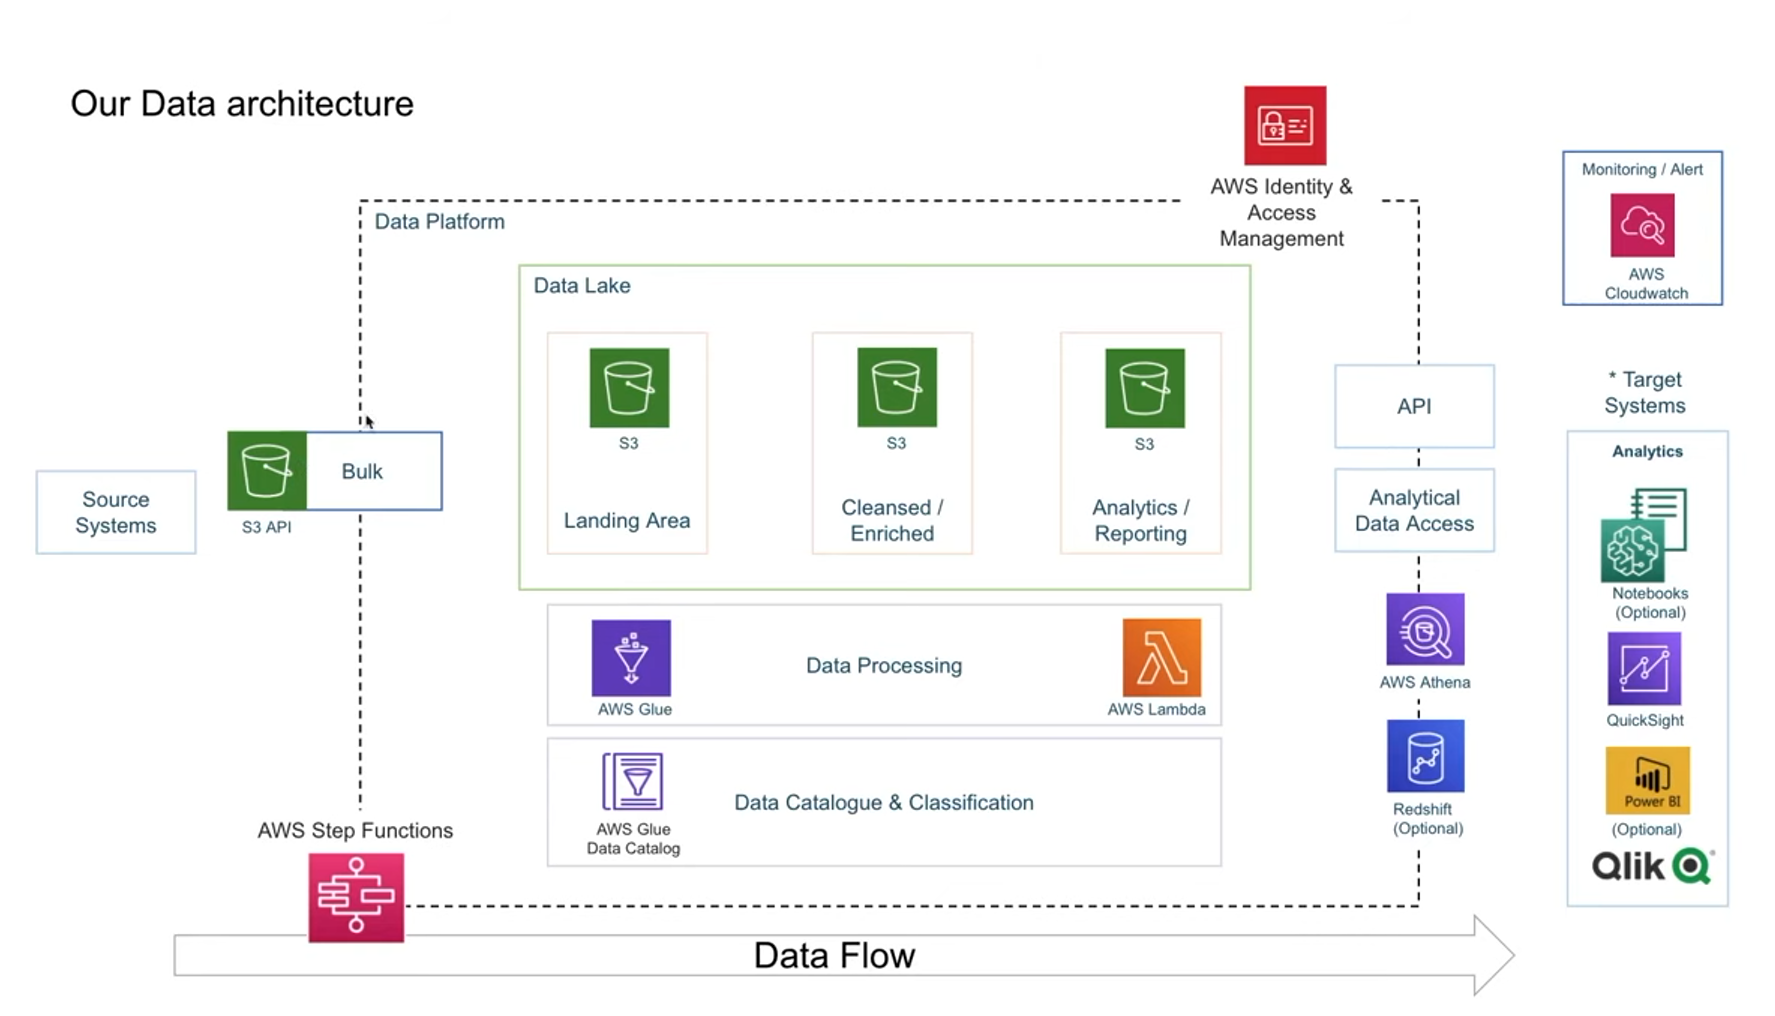 Our Data architecture
AWS Identity &
Access
Management
Monitoring / Alert
AWS
Cloudwatch
Data Platform
Data Lake
S3
Landing Area
S3
Cleansed /
Enriched
S3
Analytics /
Reporting
Source
Systems
Bulk
S3 API
API
Analytical
Data Access
* Target
Systems
Analytics
Notebooks
(Optional)
QuickSight
Power BI
(Optional)
Qlik
AWS Glue
Data Processing
AWS Lambda
AWS Athena
Redshift
(Optional)
AWS Glue
Data Catalog
Data Catalogue & Classification
AWS Step Functions
Data Flow